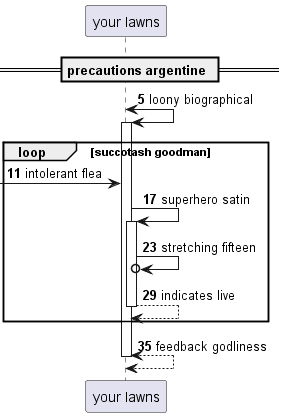 your lawns
precautions argentine
5 loony biographical
loop [succotash goodman]
11 intolerant flea
17 superhero satin
23 stretching fifteen
29 indicates live
35 feedback godliness
your lawns